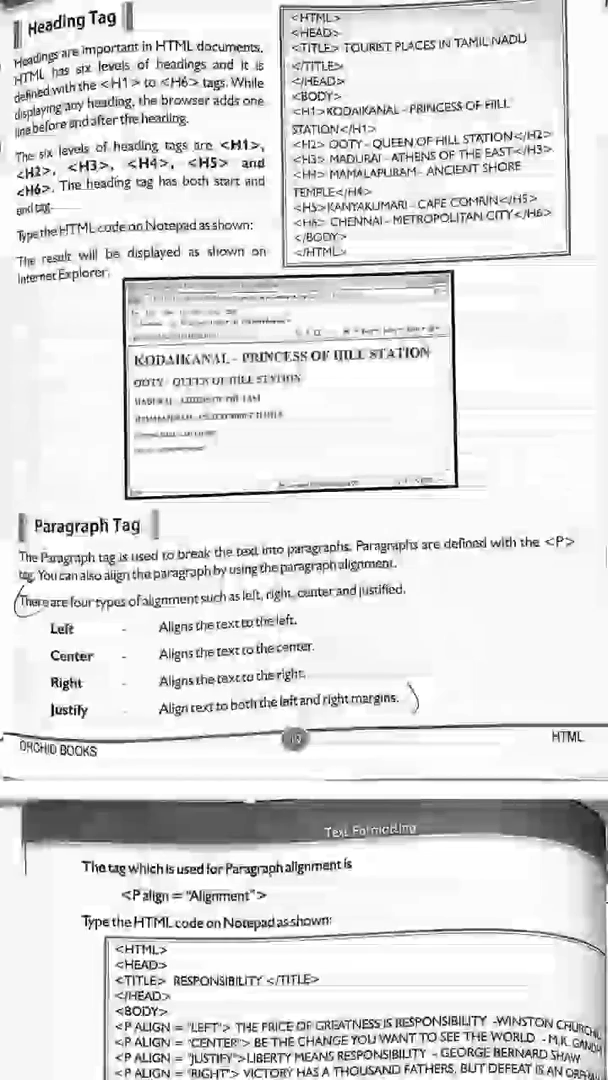 Heading Tag
Headings are important in HTML documents.
HTML has six levels of headings and it is
defined with the <H1> to <H6> tags. While
displaying any heading, the browser adds one
line before and after the heading.
The six levels of heading tags are <H1>,
<H2>, <H3>, <H4>, <H5> and
<H6>. The heading tag has both start and
end tag.
Type the HTML code on Notepad as shown:
The result will be displayed as shown on
Internet Explorer.
<HTML>
<HEAD>
<TITLE> TOURIST PLACES IN TAMIL NADU
</TITLE>
</HEAD>
<BODY>
<H1>KODAIKANAL - PRINCESS OF HILL
STATION</H1>
<H2> OOTY - QUEEN OF HILL STATION</H2>
<H3> MADURAI - ATHENS OF THE EAST</H3>
<H4> MAMALAPURAM - ANCIENT SHORE
TEMPLE</H4>
<H5>KANYAKUMARI - CAPE COMRIN</H5>
<H6> CHENNAI - METROPOLITAN CITY</H6>
</BODY>
</HTML>
KODAIKANAL - PRINCESS OF HILL STATION
OOTY - QUEEN OF HILL STATION
Paragraph Tag
The Paragraph tag is used to break the text into paragraphs. Paragraphs are defined with the <P>
tag. You can also align the paragraph by using the paragraph alignment.
There are four types of alignment such as left, right, center and justified.
Left - Aligns the text to the left.
Center - Aligns the text to the center.
Right - Aligns the text to the right.
Justify - Align text to both the left and right margins.
ORCHID BOOKS
HTML
Text Formatting
The tag which is used for Paragraph alignment is
<P align = "Alignment">
Type the HTML code on Notepad as shown:
<HTML>
<HEAD>
<TITLE> RESPONSIBILITY </TITLE>
</HEAD>
<BODY>
<P ALIGN = "LEFT"> THE PRICE OF GREATNESS IS RESPONSIBILITY -WINSTON
<P ALIGN = "CENTER"> BE THE CHANGE YOU WANT TO SEE THE WORLD - M.K.
<P ALIGN = "JUSTIFY">LIBERTY MEANS RESPONSIBILITY - GEORGE BERNARD SHAW
<P ALIGN = "RIGHT"> VICTORY HAS A THOUSAND FATHERS, BUT DEFEAT IS AN